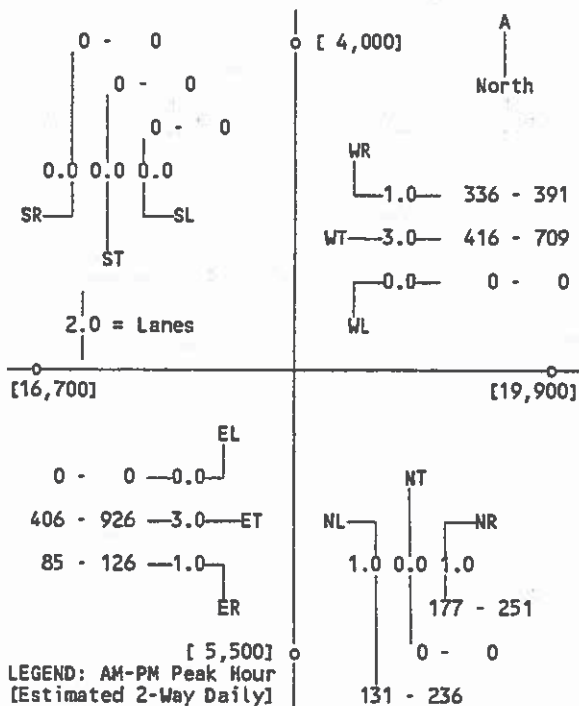 0 - 0
0 - 0
0 - 0
0.0 0.0 0.0
SR SL
ST
2.0 = Lanes
[ 4,000]
A
North
WR
1.0 336 - 391
WT 3.0 416 - 709
0.0 0 - 0
WL
[16,700]
[19,900]
EL
0 - 0 0.0
406 - 926 3.0 ET
85 - 126 1.0
ER
NT
NL NR
1.0 0.0 1.0
177 - 251
0 - 0
131 - 236
[ 5,500]
LEGEND: AM-PM Peak Hour
[Estimated 2-Way Daily]